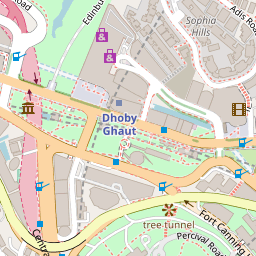 Road
Edinbu
Sophia
Hills
Adis Road
Dhoby
Ghaut
tree tunnel
Fort Canning
Percival Road
Centra